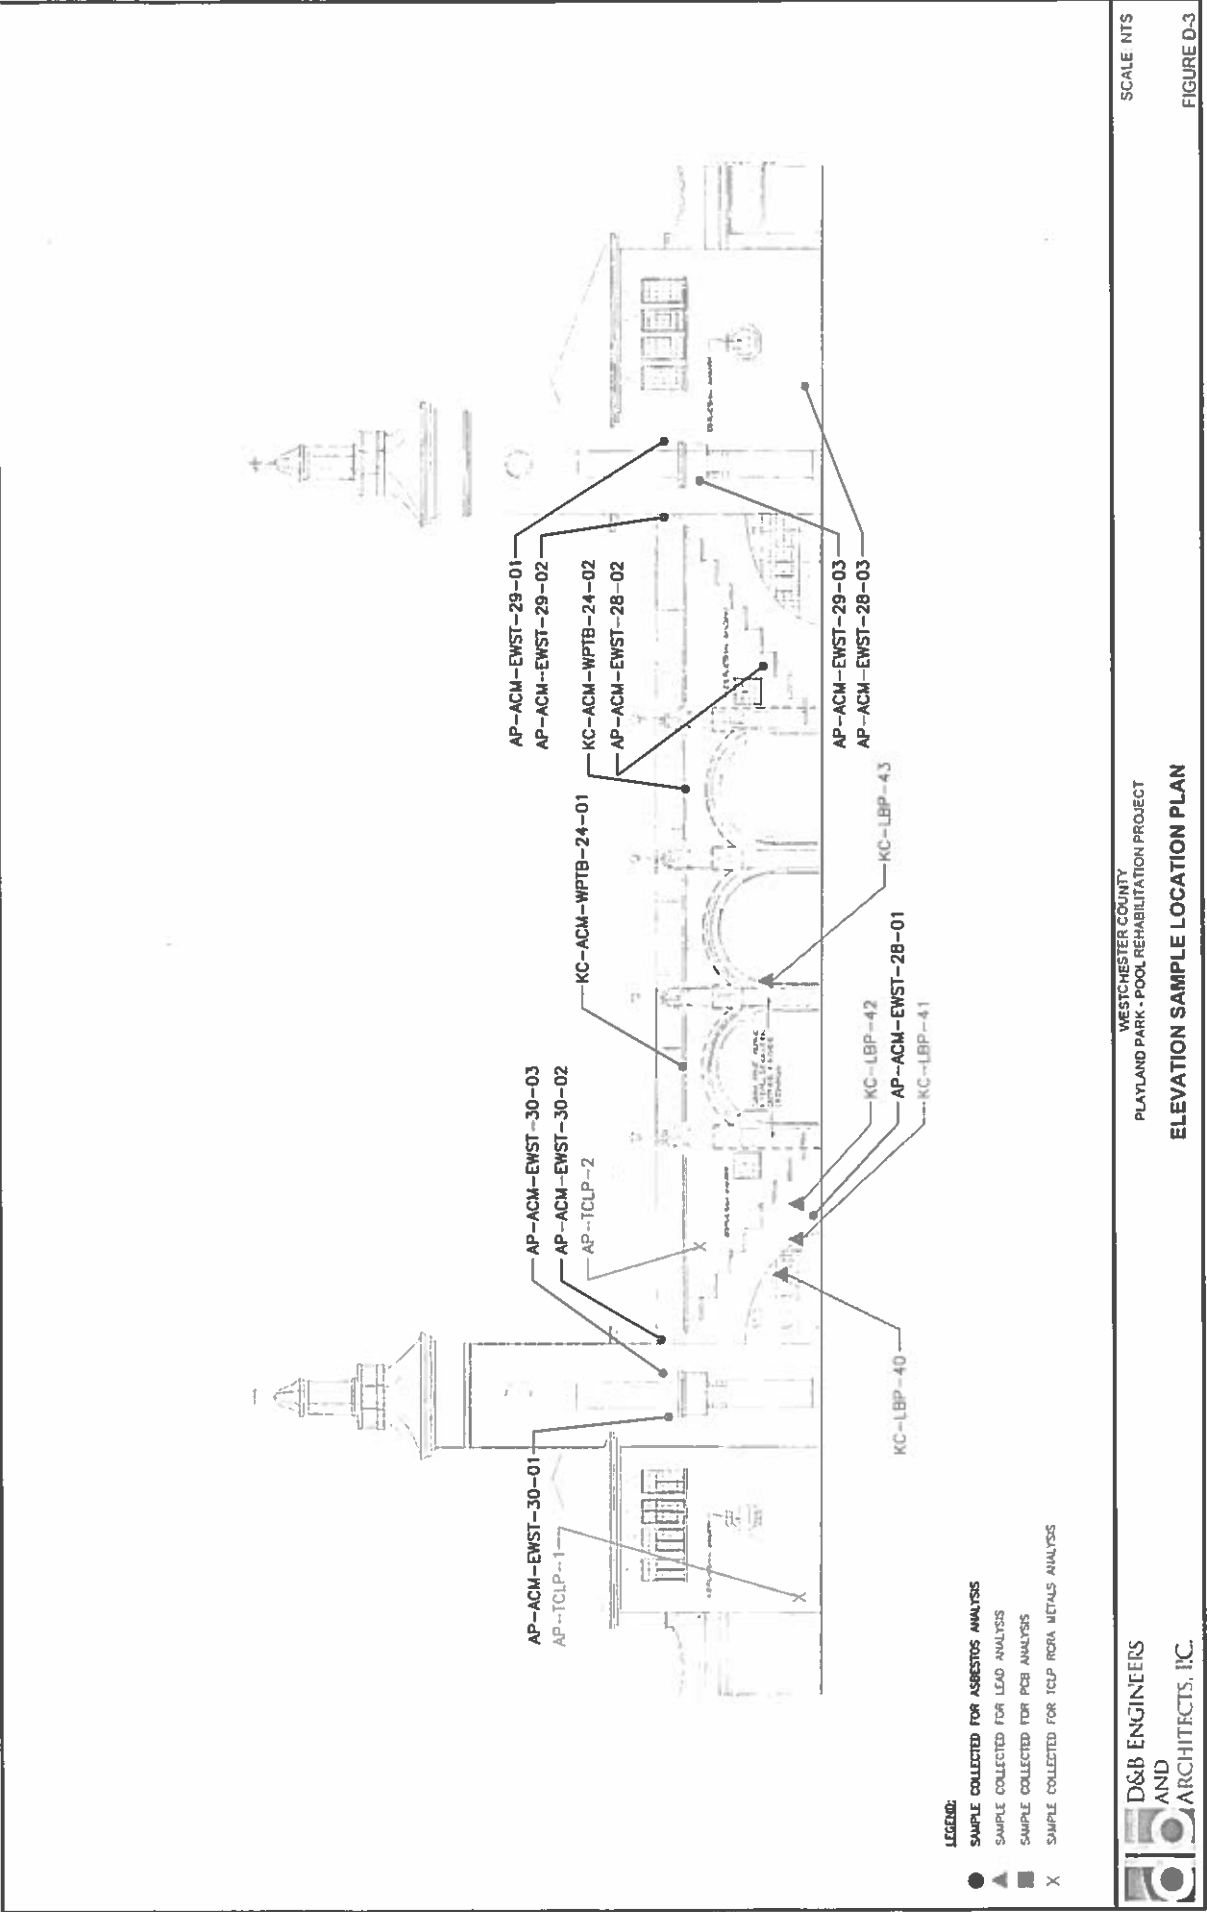 AP-ACM-EWST-30-01
AP-TCLP-1
AP-ACM-EWST-30-03
AP-ACM-EWST-30-02
AP-TCLP-2
KC-ACM-WPTB-24-01
AP-ACM-EWST-29-01
AP-ACM-EWST-29-02
KC-ACM-WPTB-24-02
AP-ACM-EWST-28-02
AP-ACM-EWST-29-03
AP-ACM-EWST-28-03
KC-LBP-43
KC-LBP-42
AP-ACM-EWST-28-01
KC-LBP-41
KC-LBP-40
LEGEND:
SAMPLE COLLECTED FOR ASBESTOS ANALYSIS
SAMPLE COLLECTED FOR LEAD ANALYSIS
SAMPLE COLLECTED FOR PCB ANALYSIS
SAMPLE COLLECTED FOR TCLP RCRA METALS ANALYSIS
D&B ENGINEERS
AND
ARCHITECTS, P.C.
WESTCHESTER COUNTY
PLAYLAND PARK - POOL REHABILITATION PROJECT
ELEVATION SAMPLE LOCATION PLAN
SCALE: NTS
FIGURE D-3